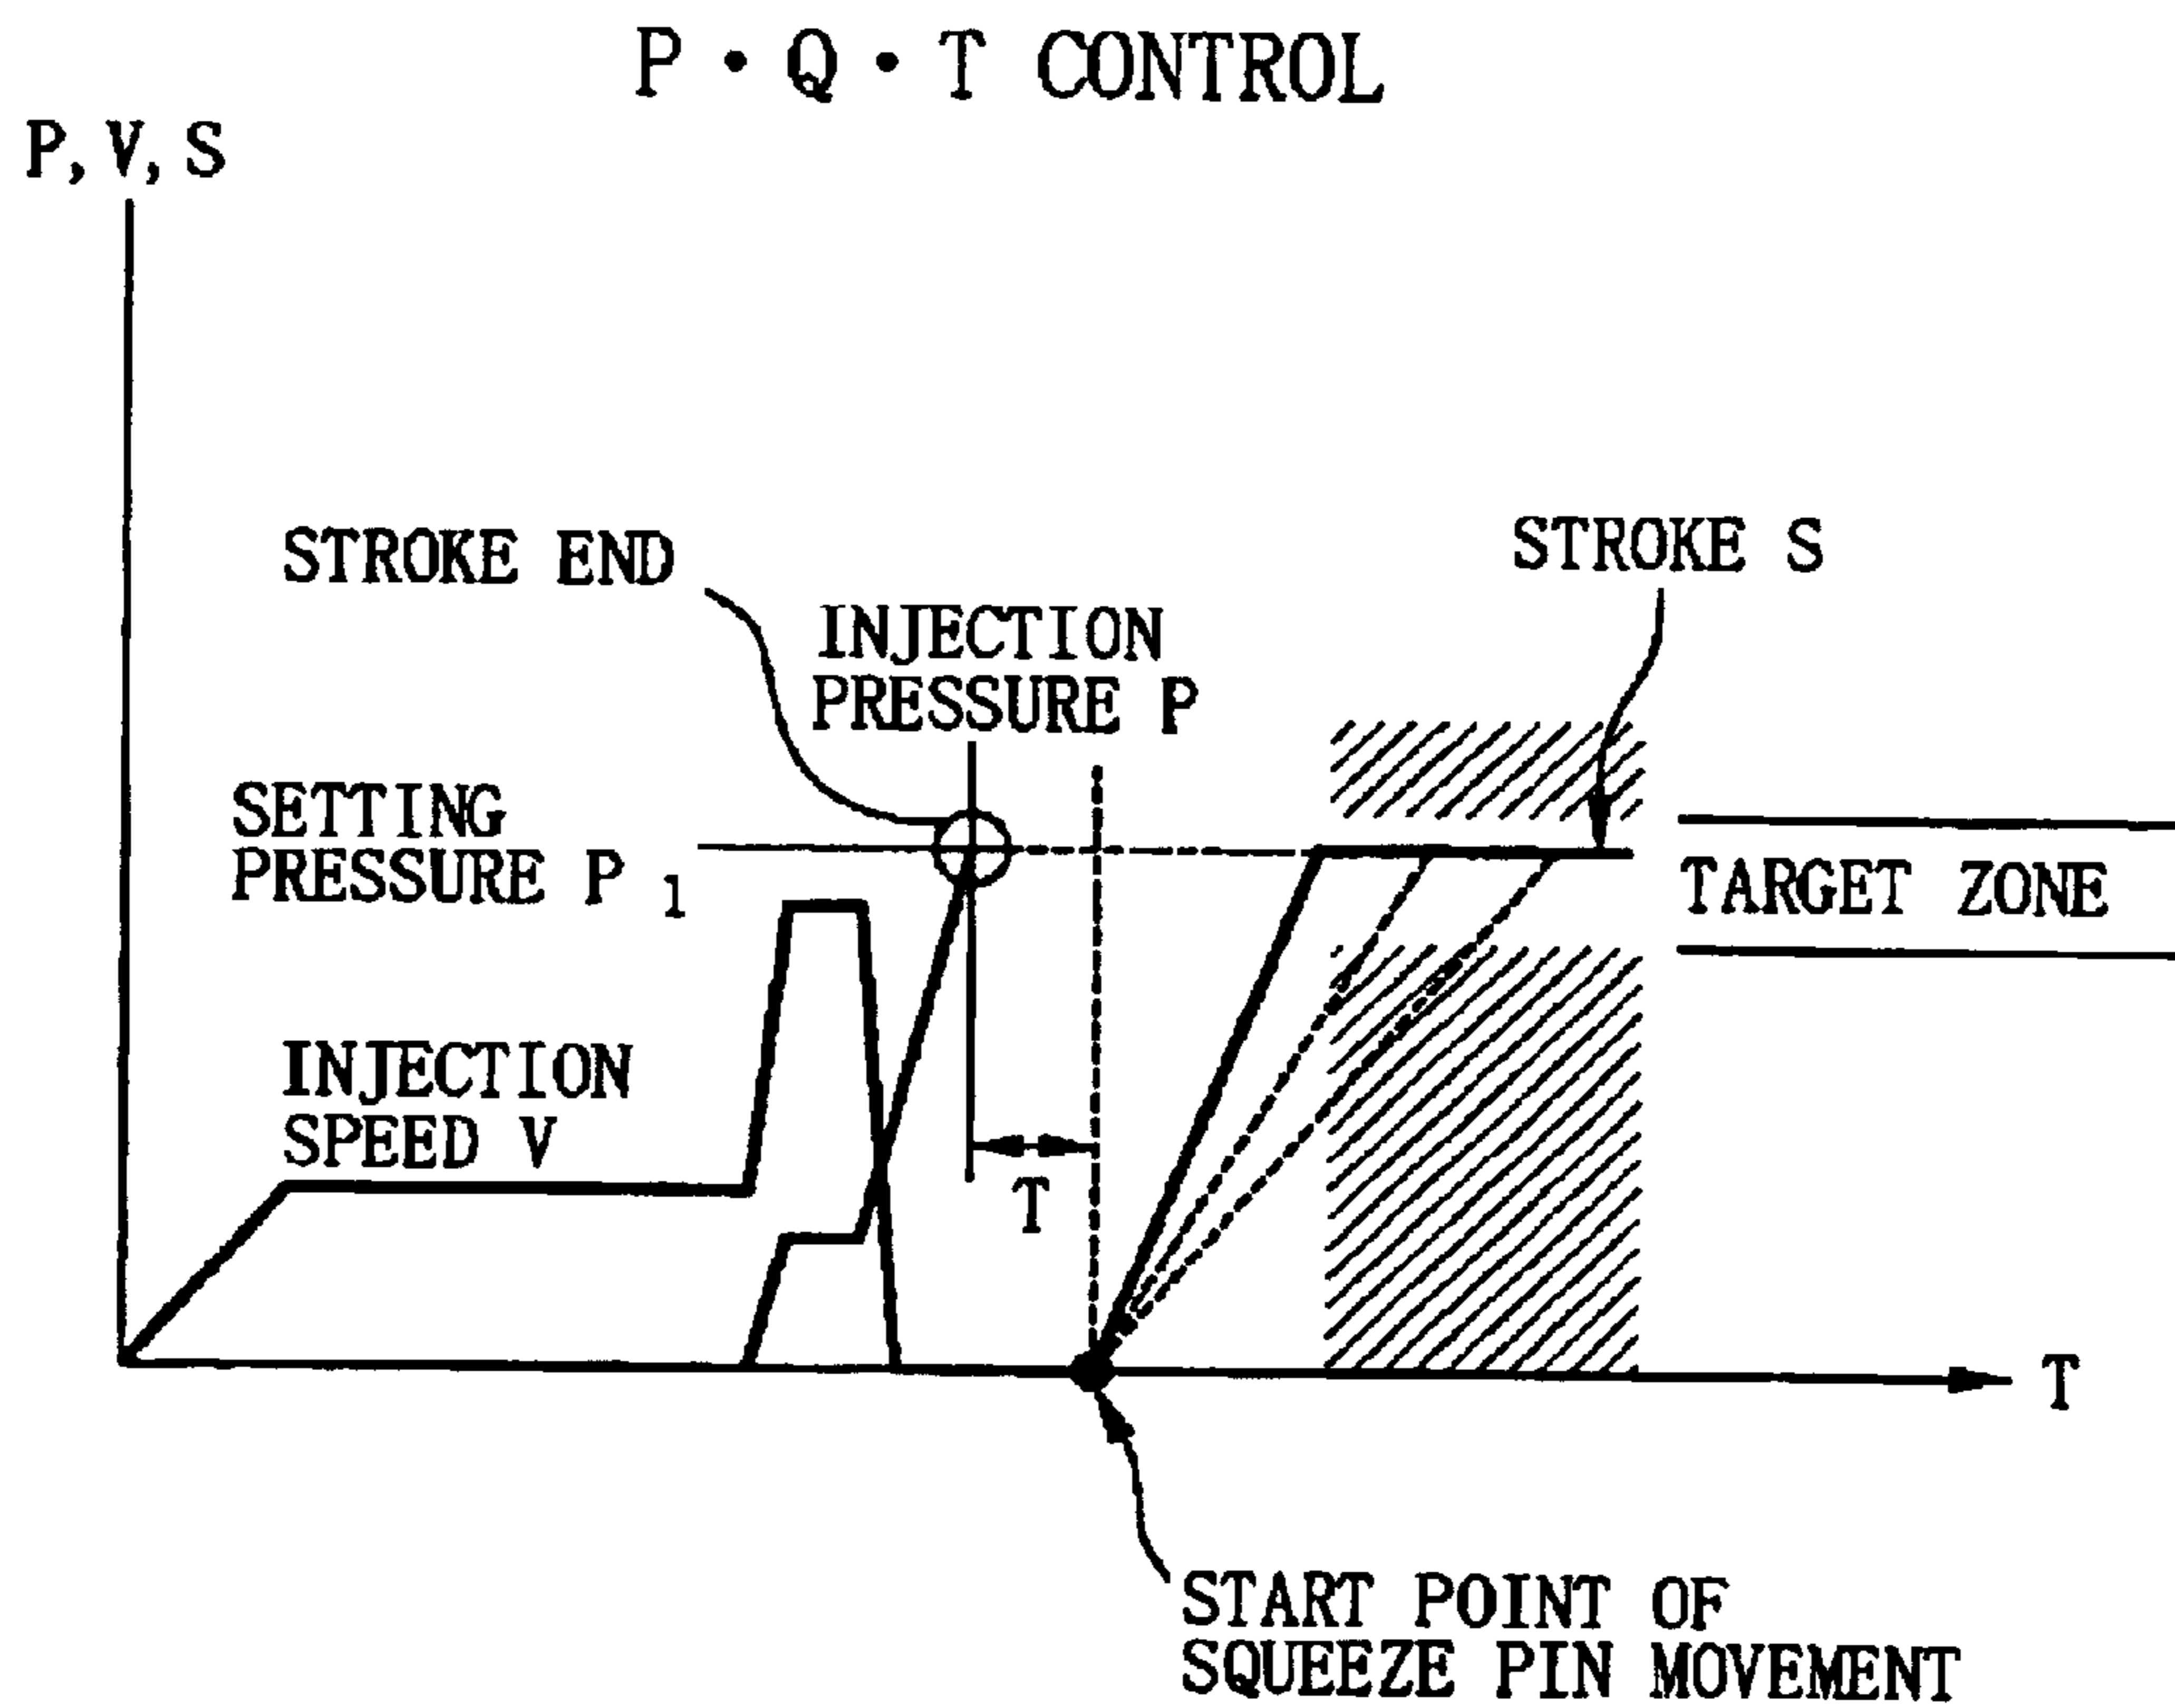 P・Q・T CONTROL
P, V, S
STROKE END
STROKE S
INJECTION
PRESSURE P
SETTING
PRESSURE P 1
TARGET ZONE
INJECTION
SPEED V
T
T
START POINT OF
SQUEEZE PIN MOVEMENT